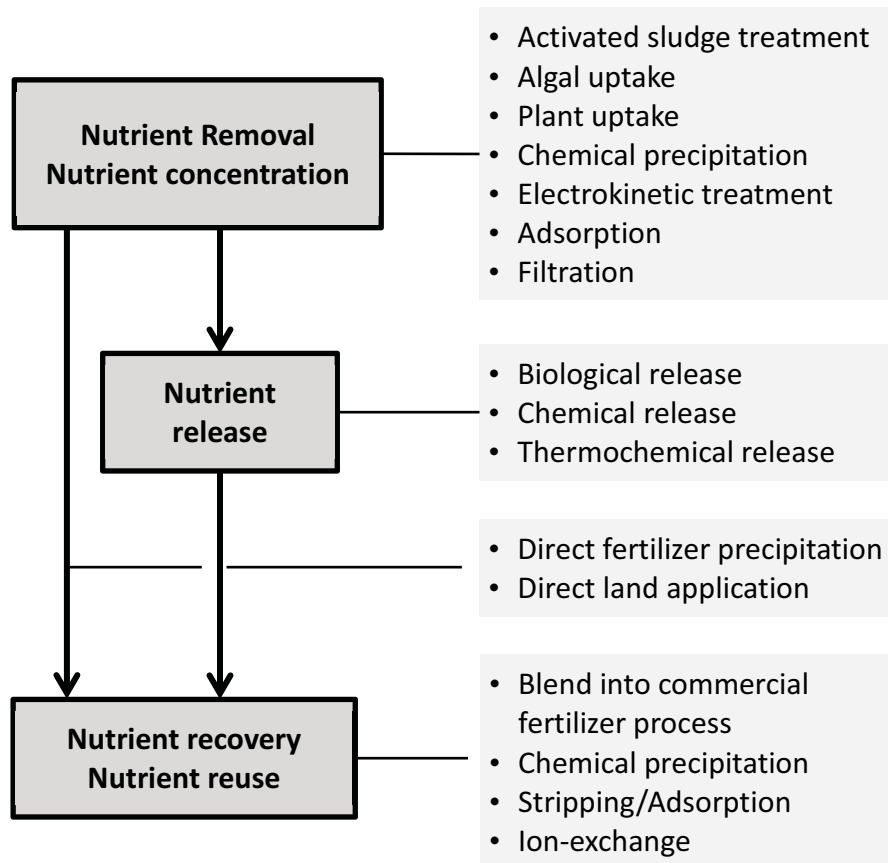 Nutrient Removal
Nutrient concentration
• Activated sludge treatment
• Algal uptake
• Plant uptake
• Chemical precipitation
• Electrokinetic treatment
• Adsorption
• Filtration
Nutrient
release
• Biological release
• Chemical release
• Thermochemical release
• Direct fertilizer precipitation
• Direct land application
Nutrient recovery
Nutrient reuse
• Blend into commercial
fertilizer process
• Chemical precipitation
• Stripping/Adsorption
• Ion-exchange